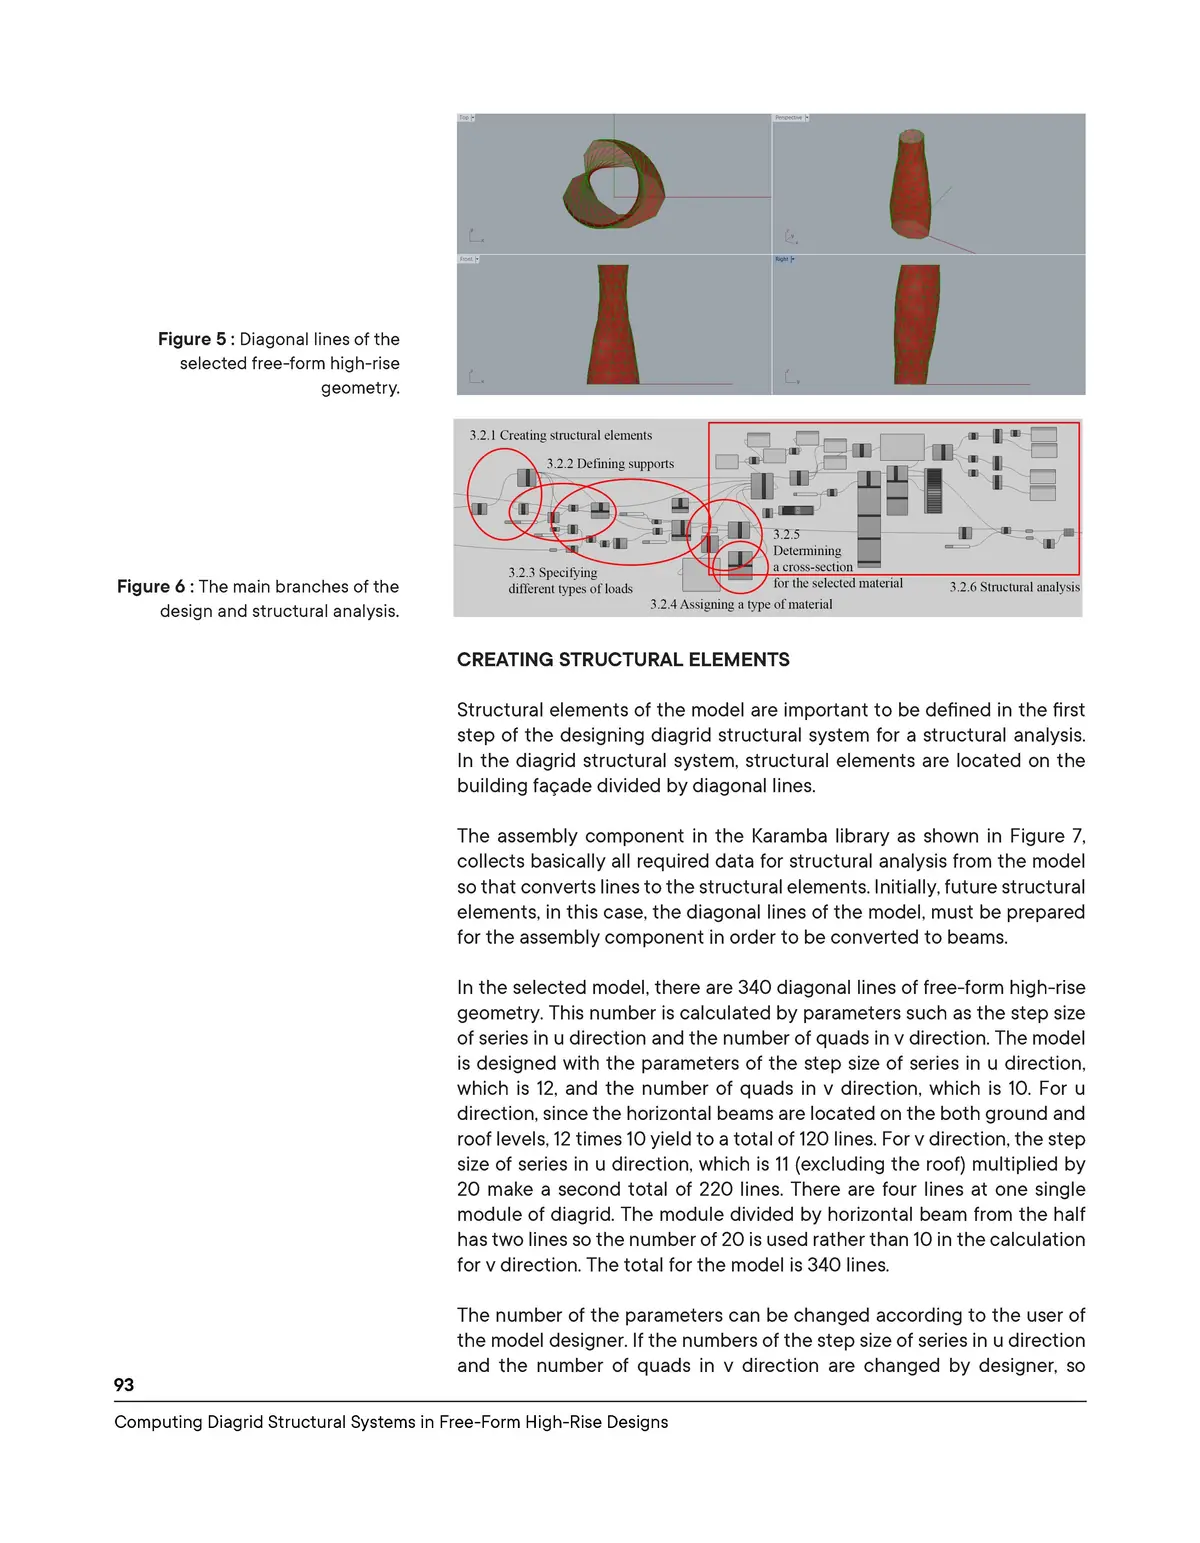 Top
Perspective
Front
Right
Figure 5 : Diagonal lines of the
selected free-form high-rise
geometry.
3.2.1 Creating structural elements
3.2.2 Defining supports
3.2.3 Specifying
different types of loads
3.2.4 Assigning a type of material
3.2.5
Determining
a cross-section
for the selected material
3.2.6 Structural analysis
Figure 6 : The main branches of the
design and structural analysis.
CREATING STRUCTURAL ELEMENTS
Structural elements of the model are important to be defined in the first
step of the designing diagrid structural system for a structural analysis.
In the diagrid structural system, structural elements are located on the
building façade divided by diagonal lines.
The assembly component in the Karamba library as shown in Figure 7,
collects basically all required data for structural analysis from the model
so that converts lines to the structural elements. Initially, future structural
elements, in this case, the diagonal lines of the model, must be prepared
for the assembly component in order to be converted to beams.
In the selected model, there are 340 diagonal lines of free-form high-rise
geometry. This number is calculated by parameters such as the step size
of series in u direction and the number of quads in v direction. The model
is designed with the parameters of the step size of series in u direction,
which is 12, and the number of quads in v direction, which is 10. For u
direction, since the horizontal beams are located on the both ground and
roof levels, 12 times 10 yield to a total of 120 lines. For v direction, the step
size of series in u direction, which is 11 (excluding the roof) multiplied by
20 make a second total of 220 lines. There are four lines at one single
module of diagrid. The module divided by horizontal beam from the half
has two lines so the number of 20 is used rather than 10 in the calculation
for v direction. The total for the model is 340 lines.
The number of the parameters can be changed according to the user of
the model designer. If the numbers of the step size of series in u direction
and the number of quads in v direction are changed by designer, so
93
Computing Diagrid Structural Systems in Free-Form High-Rise Designs